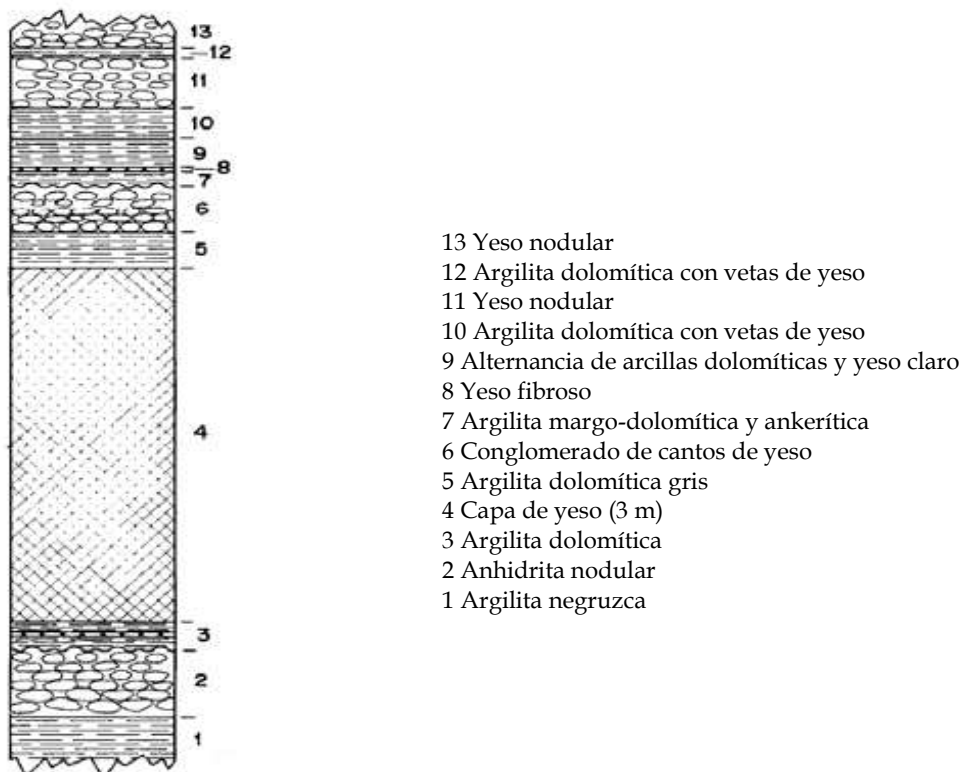 13
12
11
10
9
8
7
6
5
4
3
2
1
13 Yeso nodular
12 Argilita dolomítica con vetas de yeso
11 Yeso nodular
10 Argilita dolomítica con vetas de yeso
9 Alternancia de arcillas dolomíticas y yeso claro
8 Yeso fibroso
7 Argilita margo-dolomítica y ankerítica
6 Conglomerado de cantos de yeso
5 Argilita dolomítica gris
4 Capa de yeso (3 m)
3 Argilita dolomítica
2 Anhidrita nodular
1 Argilita negruzca